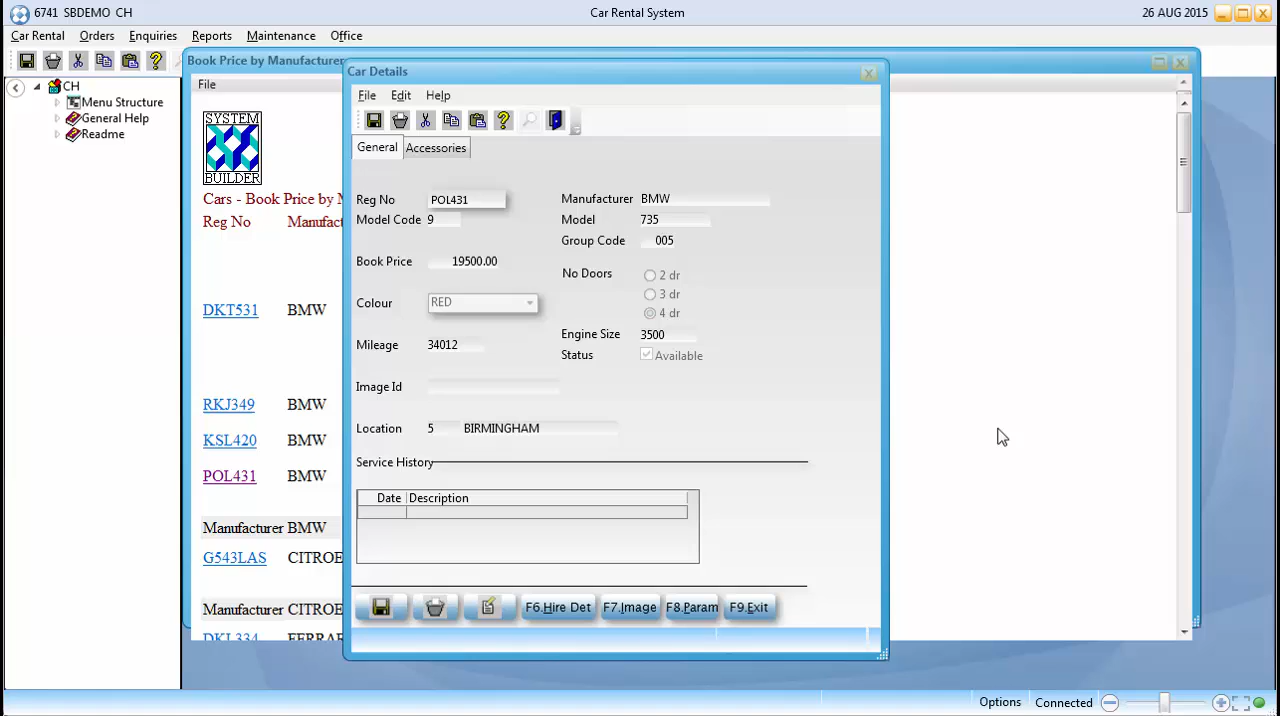 6741 SBDEMO CH
Car Rental System
26 AUG 2015
Car Rental Orders Enquiries Reports Maintenance Office
CH
Menu Structure
General Help
Readme
Book Price by Manufacturer
File
SYSTEM
BUILDER
Cars - Book Price by M
Reg No Manufact
DKT531 BMW
RKJ349 BMW
KSL420 BMW
POL431 BMW
Manufacturer BMW
G543LAS CITROE
Manufacturer CITROE
DKL334 FERRAR
Car Details
File Edit Help
General Accessories
Reg No POL431
Manufacturer BMW
Model Code 9
Model 735
Group Code 005
Book Price 19500.00
No Doors 2 dr
3 dr
4 dr
Colour RED
Engine Size 3500
Mileage 34012
Status Available
Image Id
Location 5 BIRMINGHAM
Service History
Date Description
F6.Hire Det F7.Image F8.Param F9.Exit
Options Connected